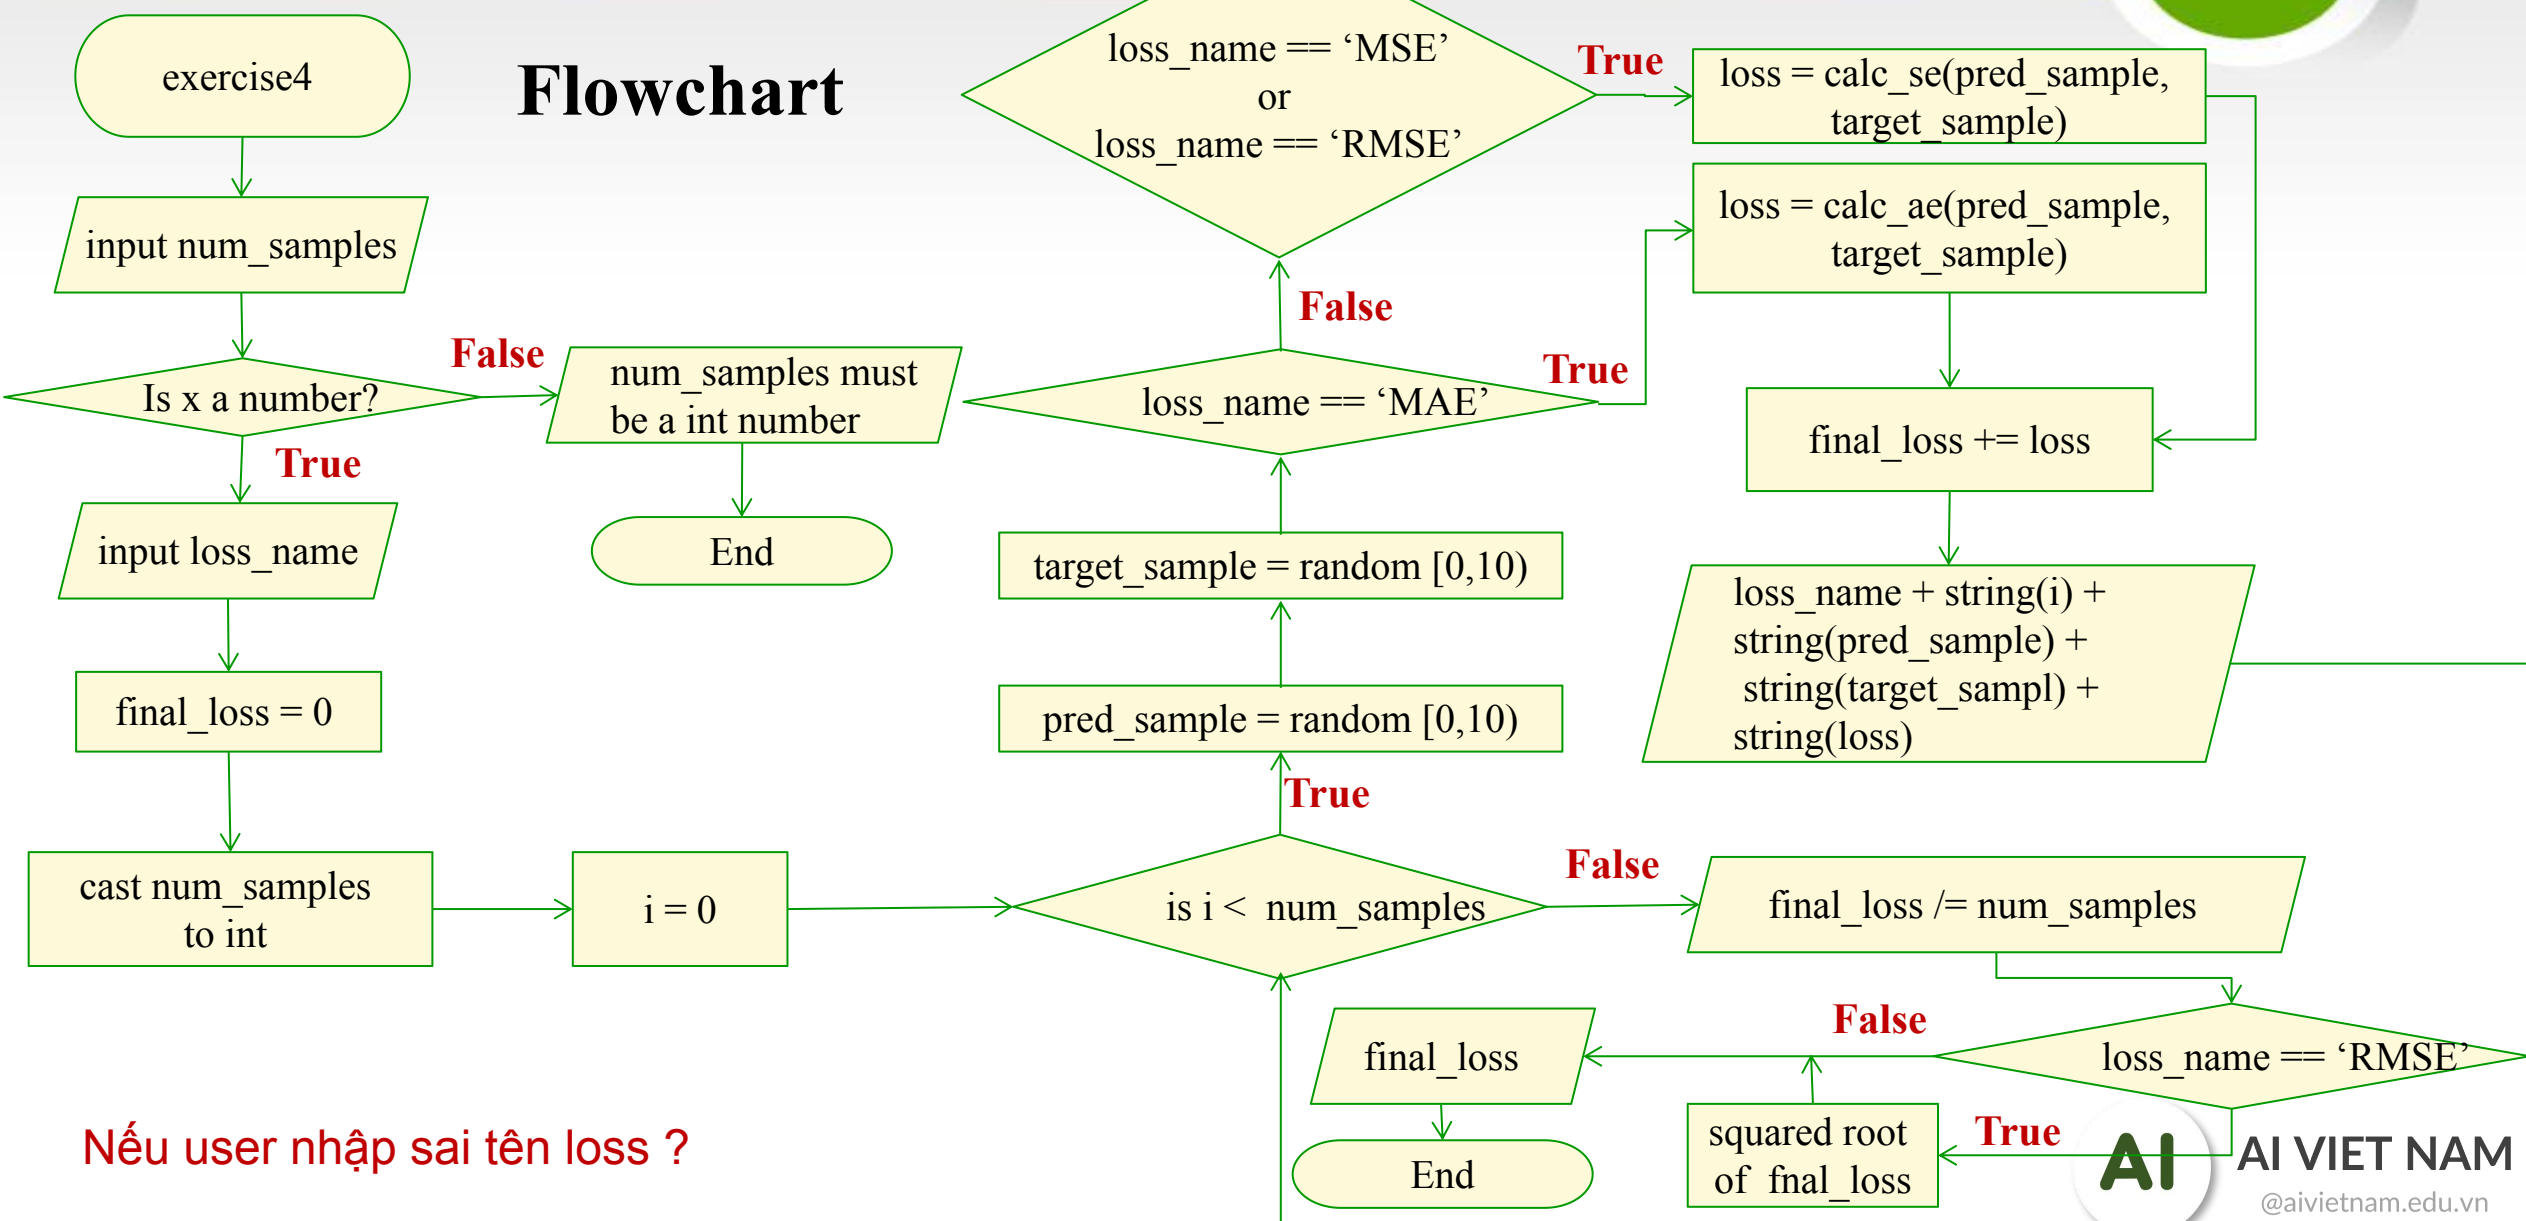 exercise4
Flowchart
input num_samples
Is x a number?
False
num_samples must
be a int number
End
True
input loss_name
final_loss = 0
cast num_samples
to int
i = 0
is i < num_samples
True
pred_sample = random [0,10)
target_sample = random [0,10)
loss_name == ‘MAE’
False
loss_name == ‘MSE’
or
loss_name == ‘RMSE’
True
loss = calc_se(pred_sample,
target_sample)
True
loss = calc_ae(pred_sample,
target_sample)
final_loss += loss
loss_name + string(i) +
string(pred_sample) +
string(target_sampl) +
string(loss)
False
final_loss /= num_samples
loss_name == ‘RMSE’
False
True
squared root
of fnal_loss
final_loss
End
Nếu user nhập sai tên loss ?
AI
AI VIET NAM
@aivietnam.edu.vn